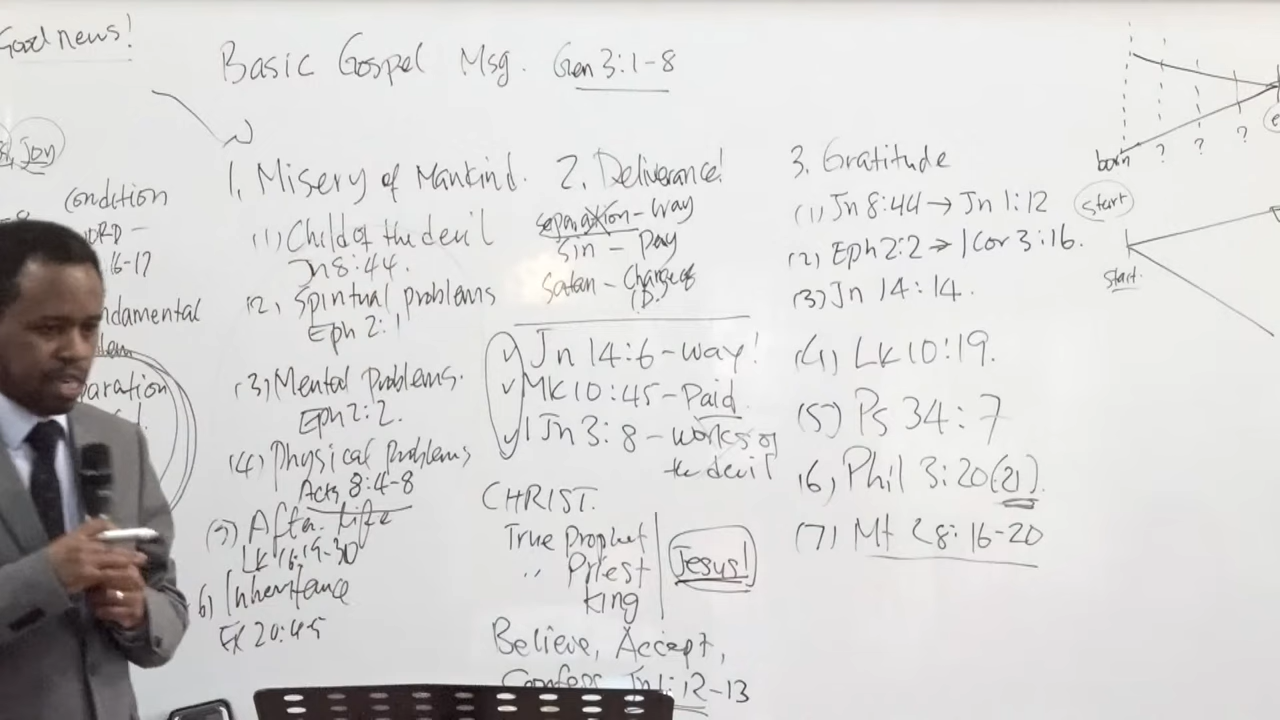 Good news!
Basic Gospel Msg. Gen 3:1-8
Joy
condition
WORD -
16-17
ndamental
lem
paration
1. Misery of Mankind.
(1) Child of the devil
Jn 8:44.
(2) Spiritual problems
Eph 2:1
(3) Mental Problems.
Eph 2:2.
(4) Physical Problems
Acts 8:4-8
(5) After life
Lk 16:19-30
6) Inheritance
EX 20:4-5
2. Deliverance!
separation - Way
Sin - Pay
Satan - Charge of
(D.
Jn 14:6 - way!
MK 10:45 - Paid.
1 Jn 3:8 - works of
the devil
CHRIST.
True Prophet
" Priest
King
Jesus!
Believe, Accept,
Confess Jn 1:12-13
3. Gratitude
(1) Jn 8:44 → Jn 1:12
(2) Eph 2:2 → 1 Cor 3:16.
(3) Jn 14:14.
(4) Lk 10:19.
(5) Ps 34:7
(6) Phil 3:20(21).
(7) Mt 28:16-20
born ? ? ?
start
start.